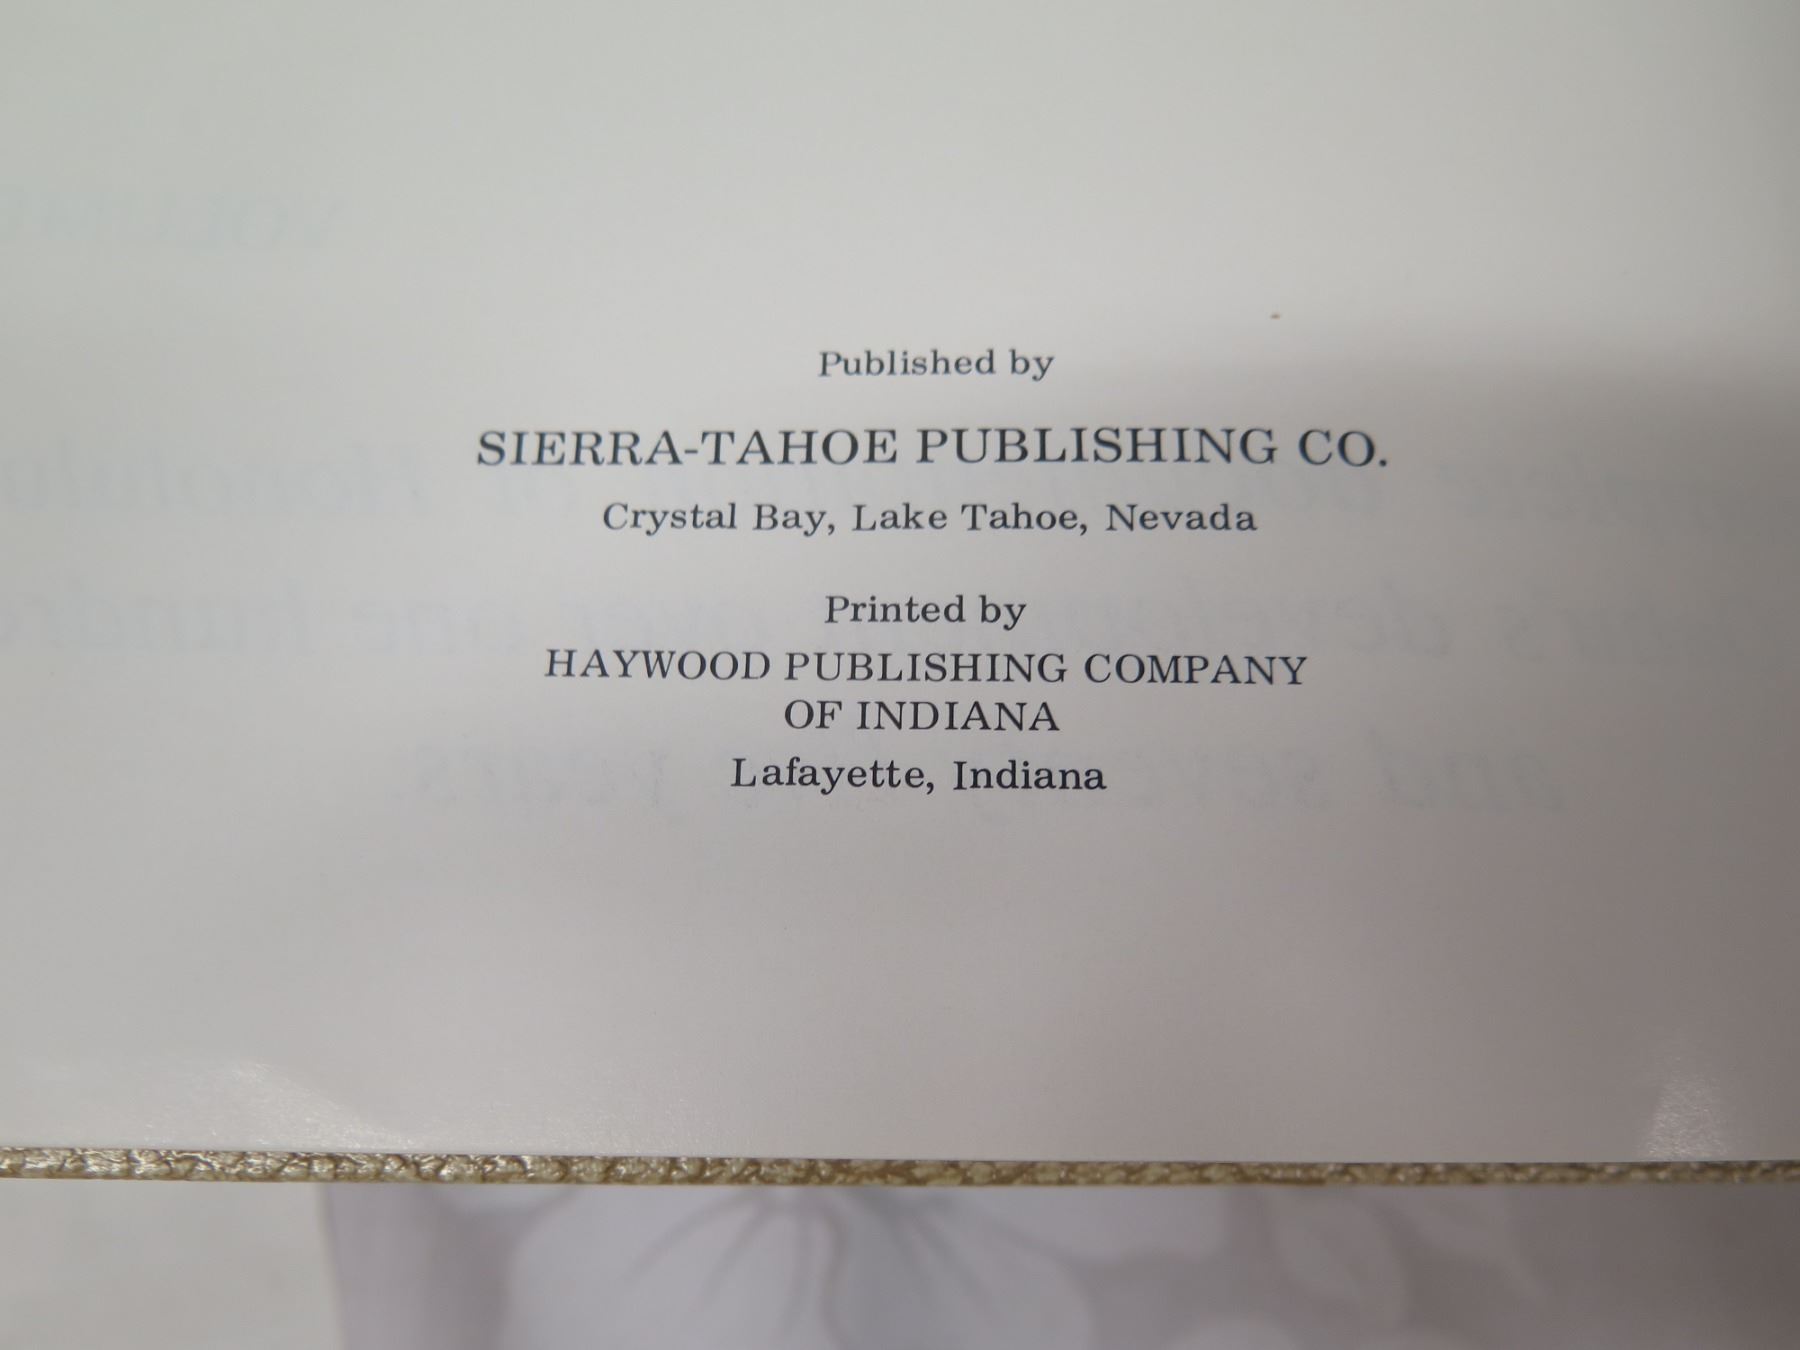 Published by
SIERRA-TAHOE PUBLISHING CO.
Crystal Bay, Lake Tahoe, Nevada
Printed by
HAYWOOD PUBLISHING COMPANY
OF INDIANA
Lafayette, Indiana